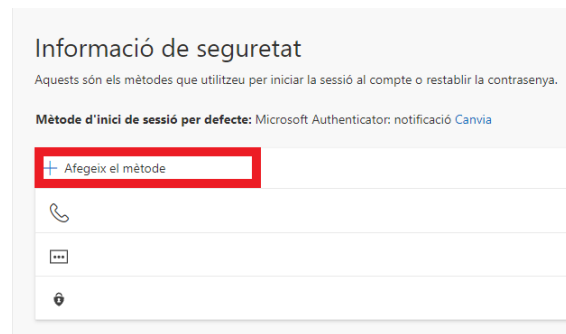 Informació de seguretat
Aquests són els mètodes que utilitzeu per iniciar la sessió al compte o restablir la contrasenya.
Mètode d'inici de sessió per defecte: Microsoft Authenticator: notificació Canvia
+ Afegeix el mètode